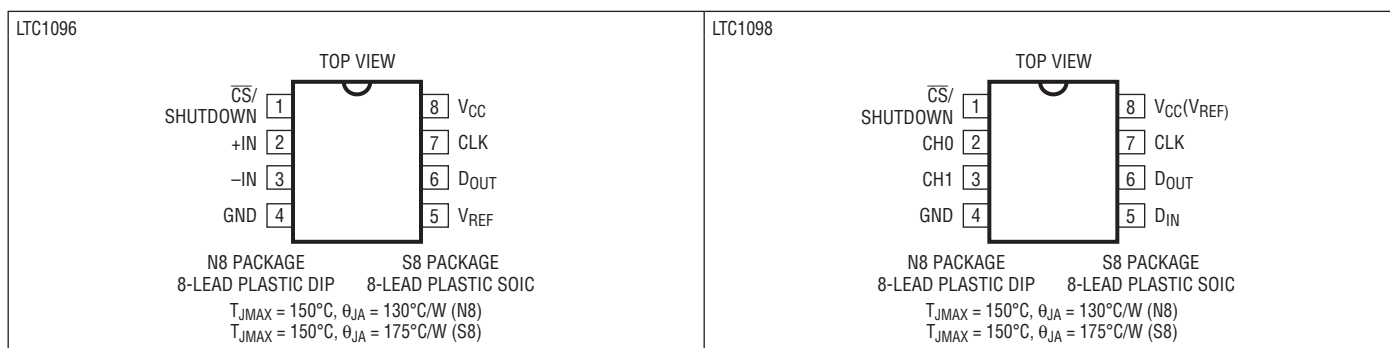 LTC1096
TOP VIEW
C̅S̅/
SHUTDOWN 1
+IN 2
–IN 3
GND 4
8 VCC
7 CLK
6 DOUT
5 VREF
N8 PACKAGE
8-LEAD PLASTIC DIP
S8 PACKAGE
8-LEAD PLASTIC SOIC
TJMAX = 150°C, θJA = 130°C/W (N8)
TJMAX = 150°C, θJA = 175°C/W (S8)
LTC1098
TOP VIEW
C̅S̅/
SHUTDOWN 1
CH0 2
CH1 3
GND 4
8 VCC(VREF)
7 CLK
6 DOUT
5 DIN
N8 PACKAGE
8-LEAD PLASTIC DIP
S8 PACKAGE
8-LEAD PLASTIC SOIC
TJMAX = 150°C, θJA = 130°C/W (N8)
TJMAX = 150°C, θJA = 175°C/W (S8)